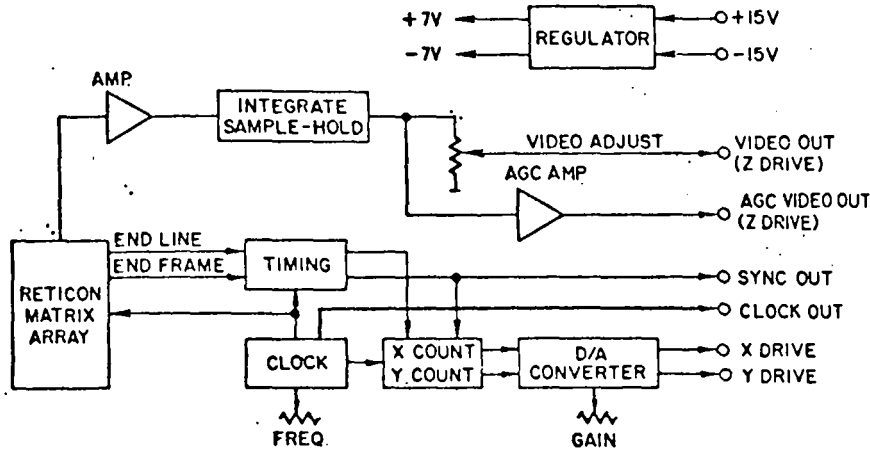 +7V
-7V
REGULATOR
+15V
-15V
AMP.
INTEGRATE
SAMPLE-HOLD
VIDEO ADJUST
VIDEO OUT
(Z DRIVE)
AGC AMP
AGC VIDEO OUT
(Z DRIVE)
END LINE
END FRAME
TIMING
SYNC OUT
RETICON
MATRIX
ARRAY
CLOCK OUT
CLOCK
X COUNT
Y COUNT
D/A
CONVERTER
X DRIVE
Y DRIVE
FREQ.
GAIN